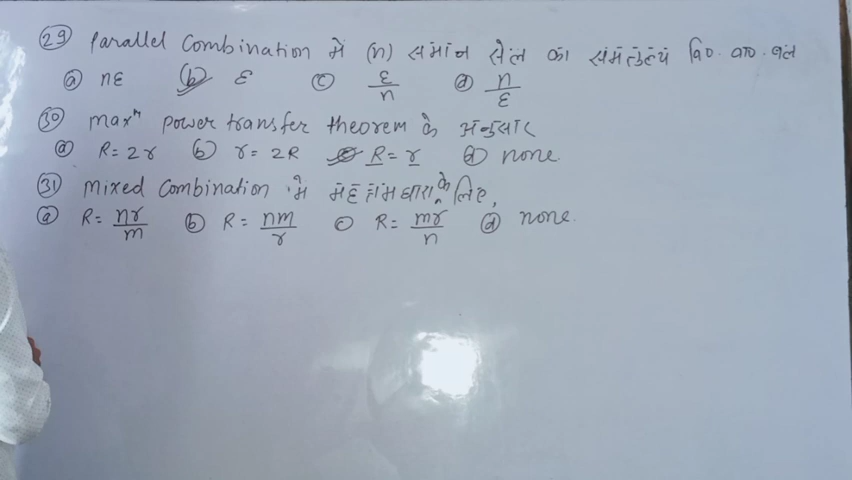 (29) Parallel Combination में (n) समान सेल का समतुल्य वि० वा० बल
(a) nε (b) ε (c) ε/n (d) n/ε
(30) maxᵐ power transfer theorem के अनुसार
(a) R = 2r (b) r = 2R (c) R = r (d) none
(31) mixed combination में महत्तम धारा के लिए,
(a) R = nr/m (b) R = nm/r (c) R = mr/n (d) none.